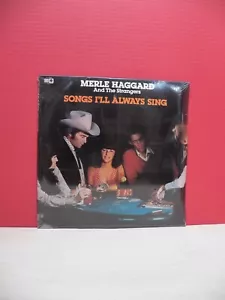 MERLE HAGGARD
And The Strangers
SONGS I'LL ALWAYS SING